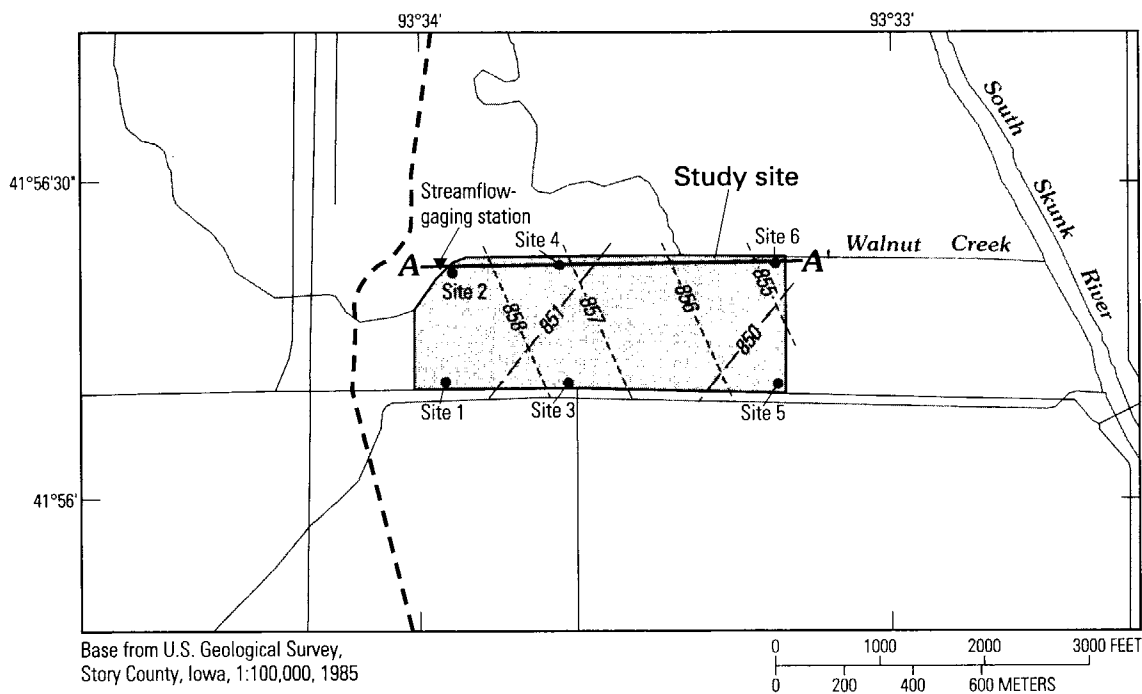 93°34'
93°33'
41°56'30"
41°56'
South
Skunk
River
Study site
Streamflow-
gaging station
Site 4
Site 6
Walnut Creek
A
A'
Site 2
858
851
857
856
855
850
Site 1
Site 3
Site 5
Base from U.S. Geological Survey,
Story County, Iowa, 1:100,000, 1985
0 1000 2000 3000 FEET
0 200 400 600 METERS